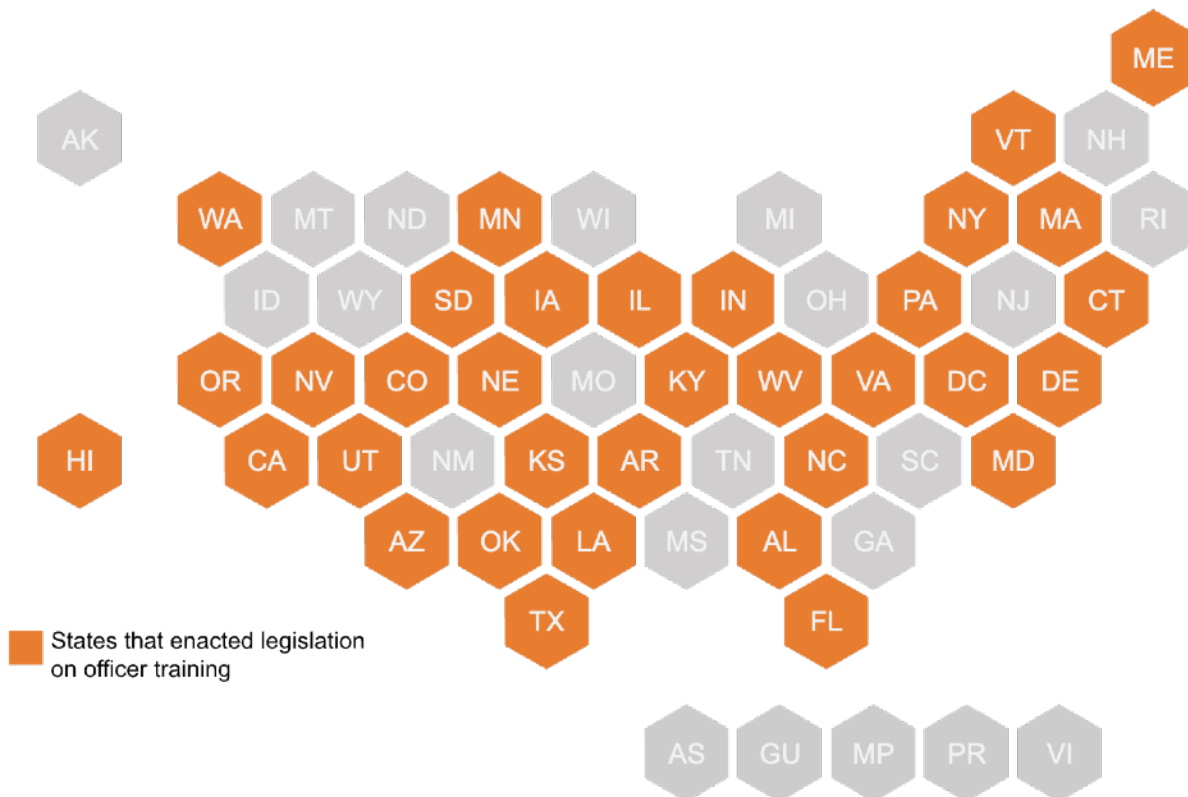 ME
AK VT NH
WA MT ND MN WI MI NY MA RI
ID WY SD IA IL IN OH PA NJ CT
OR NV CO NE MO KY WV VA DC DE
HI CA UT NM KS AR TN NC SC MD
AZ OK LA MS AL GA
TX FL
States that enacted legislation
on officer training
AS GU MP PR VI